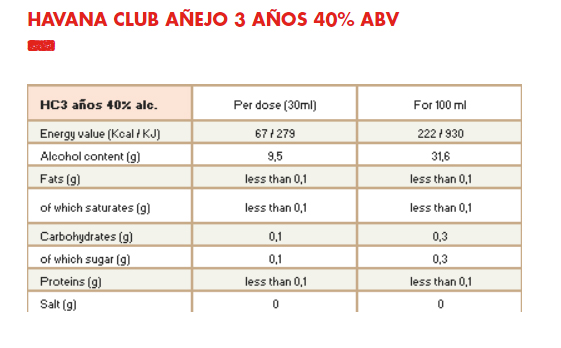 HAVANA CLUB AÑEJO 3 AÑOS 40% ABV
HC3 años 40% alc. Per dose (30ml) For 100 ml
Energy value (Kcal / KJ) 67 / 279 222 / 930
Alcohol content (g) 9,5 31,6
Fats (g) less than 0,1 less than 0,1
of which saturates (g) less than 0,1 less than 0,1
Carbohydrates (g) 0,1 0,3
of which sugar (g) 0,1 0,3
Proteins (g) less than 0,1 less than 0,1
Salt (g) 0 0